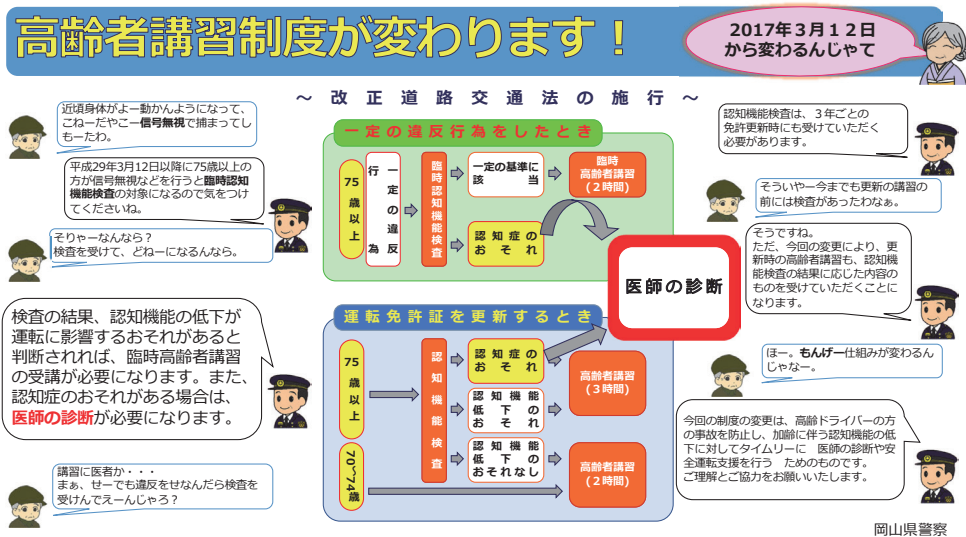 高齢者講習制度が変わります！
2017年３月１２日
から変わるんじゃて
～ 改正道路交通法の施行 ～
近頃身体がよー動かんようになって、
こねーだやこー信号無視で捕まってし
もーたわ。
平成29年3月12日以降に75歳以上の
方が信号無視などを行うと臨時認知
機能検査の対象になるので気をつけ
てくださいね。
そりゃーなんなら？
検査を受けて、どねーになるんなら。
検査の結果、認知機能の低下が
運転に影響するおそれがあると
判断されれば、臨時高齢者講習
の受講が必要になります。また、
認知症のおそれがある場合は、
医師の診断が必要になります。
講習に医者か・・・
まぁ、せーでも違反をせなんだら検査を
受けんでえーんじゃろ？
一定の違反行為をしたとき
75歳以上
一定の違反
行為
臨時認知機能検査
一定の基準に
該当
臨時
高齢者講習
（２時間）
認知症の
おそれ
医師の診断
運転免許証を更新するとき
75歳以上
認知機能検査
認知症の
おそれ
高齢者講習
（３時間）
認知機能
低下の
おそれ
認知機能
低下の
おそれなし
70～74歳
高齢者講習
（２時間）
認知機能検査は、３年ごとの
免許更新時にも受けていただく
必要があります。
そういやー今までも更新の講習の
前には検査があったわなぁ。
そうですね。
ただ、今回の変更により、更
新時の高齢者講習も、認知機
能検査の結果に応じた内容の
ものを受けていただくことに
なります。
ほー。もんげー仕組みが変わるん
じゃなー。
今回の制度の変更は、高齢ドライバーの方
の事故を防止し、加齢に伴う認知機能の低
下に対してタイムリーに　医師の診断や安
全運転支援を行う　ためのものです。
ご理解とご協力をお願いいたします。
岡山県警察